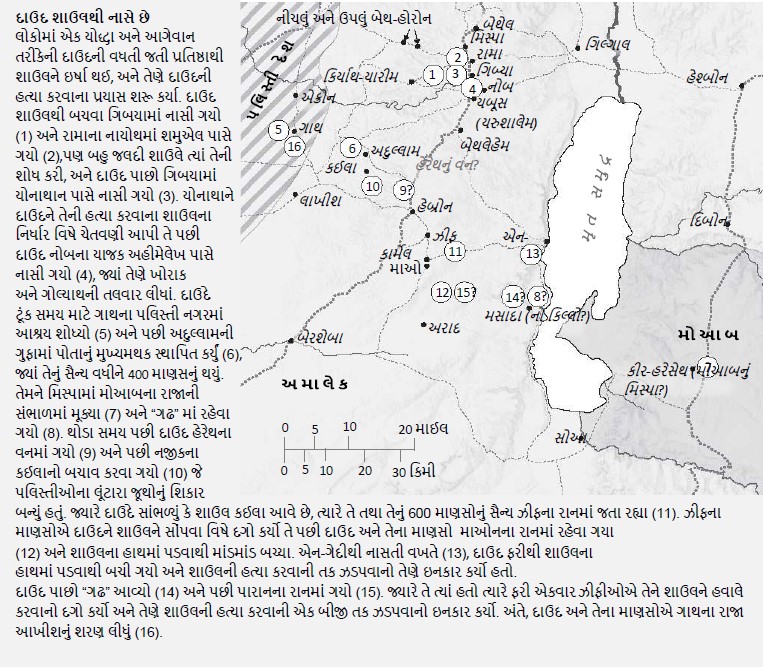 દાઉદ શાઉલથી નાસે છે
લોકોમાં એક યોદ્ધા અને આગેવાન
તરીકેની દાઉદની વધતી જતી પ્રતિષ્ઠાથી
શાઉલને ઇર્ષા થઈ, અને તેણે દાઉદની
હત્યા કરવાના પ્રયાસ શરૂ કર્યા. દાઉદ
શાઉલથી બચવા ગિબયામાં નાસી ગયો
(1) અને રામાના નાયોથમાં શમુએલ પાસે
ગયો (2),પણ બહુ જલદી શાઉલે ત્યાં તેની
શોધ કરી, અને દાઉદ પાછો ગિબયામાં
યોનાથાન પાસે નાસી ગયો (3). યોનાથાને
દાઉદને તેની હત્યા કરવાના શાઉલના
નિર્ધાર વિષે ચેતવણી આપી તે પછી
દાઉદ નોબના યાજક અહીમેલેખ પાસે
નાસી ગયો (4), જ્યાં તેણે ખોરાક
અને ગોલ્યાથની તલવાર લીધાં. દાઉદે
ટૂંક સમય માટે ગાથના પલિસ્તી નગરમાં
આશ્રય શોધ્યો (5) અને પછી અદુલ્લામની
ગુફામાં પોતાનું મુખ્યમથક સ્થાપિત કર્યું (6),
જ્યાં તેનું સૈન્ય વધીને 400 માણસનું થયું.
તેમને મિસ્પામાં મોઆબના રાજાની
સંભાળમાં મૂક્યા (7) અને “ગઢ” માં રહેવા
ગયો (8). થોડા સમય પછી દાઉદ હેરેથના
વનમાં ગયો (9) અને પછી નજીકના
કઈલાનો બચાવ કરવા ગયો (10) જે
પલિસ્તીઓના લૂંટારા જૂથોનું શિકાર
બન્યું હતું. જ્યારે દાઉદે સાંભળ્યું કે શાઉલ કઈલા આવે છે, ત્યારે તે તથા તેનું 600 માણસોનું સૈન્ય ઝીફના રાનમાં જતા રહ્યા (11). ઝીફના
માણસોએ દાઉદને શાઉલને સોંપવા વિષે દગો કર્યો તે પછી દાઉદ અને તેના માણસો માઓનના રાનમાં રહેવા ગયા
(12) અને શાઉલના હાથમાં પડવાથી માંડમાંડ બચ્યા. એન-ગેદીથી નાસતી વખતે (13), દાઉદ ફરીથી શાઉલના
હાથમાં પડવાથી બચી ગયો અને શાઉલની હત્યા કરવાની તક ઝડપવાનો તેણે ઇનકાર કર્યો હતો.
દાઉદ પાછો “ગઢ” આવ્યો (14) અને પછી પારાનના રાનમાં ગયો (15). જ્યારે તે ત્યાં હતો ત્યારે ફરી એકવાર ઝીફીઓએ તેને શાઉલને હવાલે
કરવાનો દગો કર્યો અને તેણે શાઉલની હત્યા કરવાની એક બીજી તક ઝડપવાનો ઇનકાર કર્યો. અંતે, દાઉદ અને તેના માણસોએ ગાથના રાજા
આખીશનું શરણ લીધું (16).
નીચલું અને ઉપલું બેથ-હોરોન
બેથેલ
મિસ્પા
2
રામા
ગિલ્ગાલ
કિર્યાથ-યારીમ
1
3
ગિબ્યા
4
નોબ
યબૂસ
(યરુશાલેમ)
હેશ્બોન
પલિસ્તી દેશ
એક્રોન
5
ગાથ
16
6
અદુલ્લામ
બેથલેહેમ
કઈલા
હેરેથનું વન?
10
9?
લાખીશ
હેબ્રોન
મૃત સમુદ્ર
દિબોન
ઝીફ
11
કાર્મેલ
માઓ
એન-
13
12
15?
14?
8?
મસાદા
અરાદ
બેરશેબા
અમાલેક
મોઆબ
કીર-હરેસેથ
મિસ્પા?)
સોઆ
0 5 10 20 માઈલ
0 5 10 20 30 કિમી